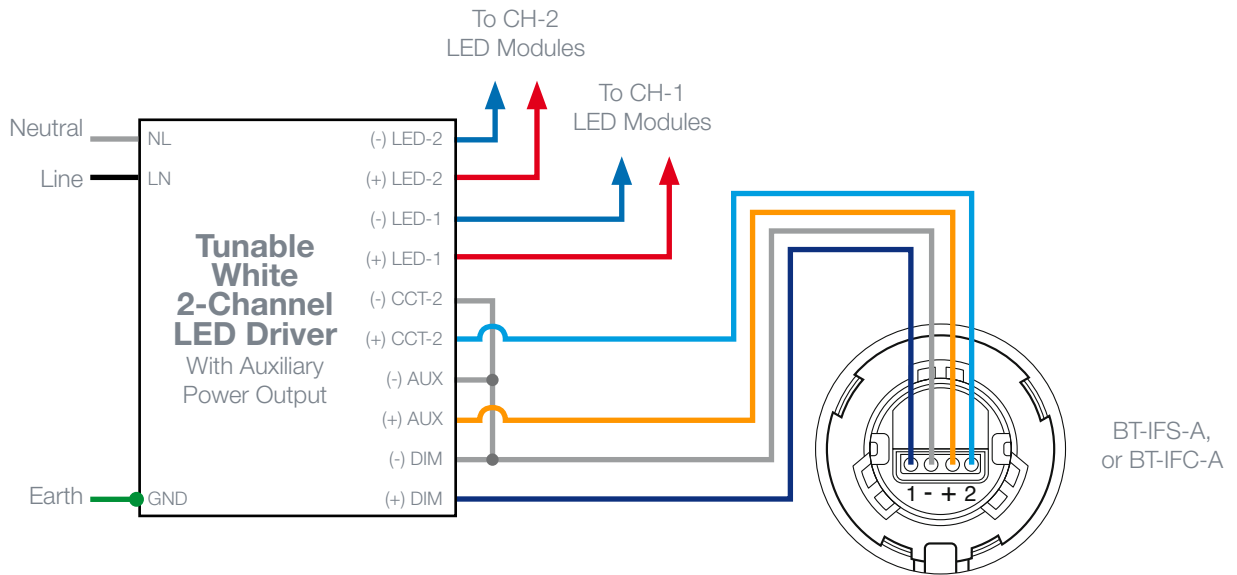 To CH-2
LED Modules
To CH-1
LED Modules
Neutral
NL
Line
LN
Earth
GND
Tunable
White
2-Channel
LED Driver
With Auxiliary
Power Output
(-) LED-2
(+) LED-2
(-) LED-1
(+) LED-1
(-) CCT-2
(+) CCT-2
(-) AUX
(+) AUX
(-) DIM
(+) DIM
1 - + 2
BT-IFS-A,
or BT-IFC-A